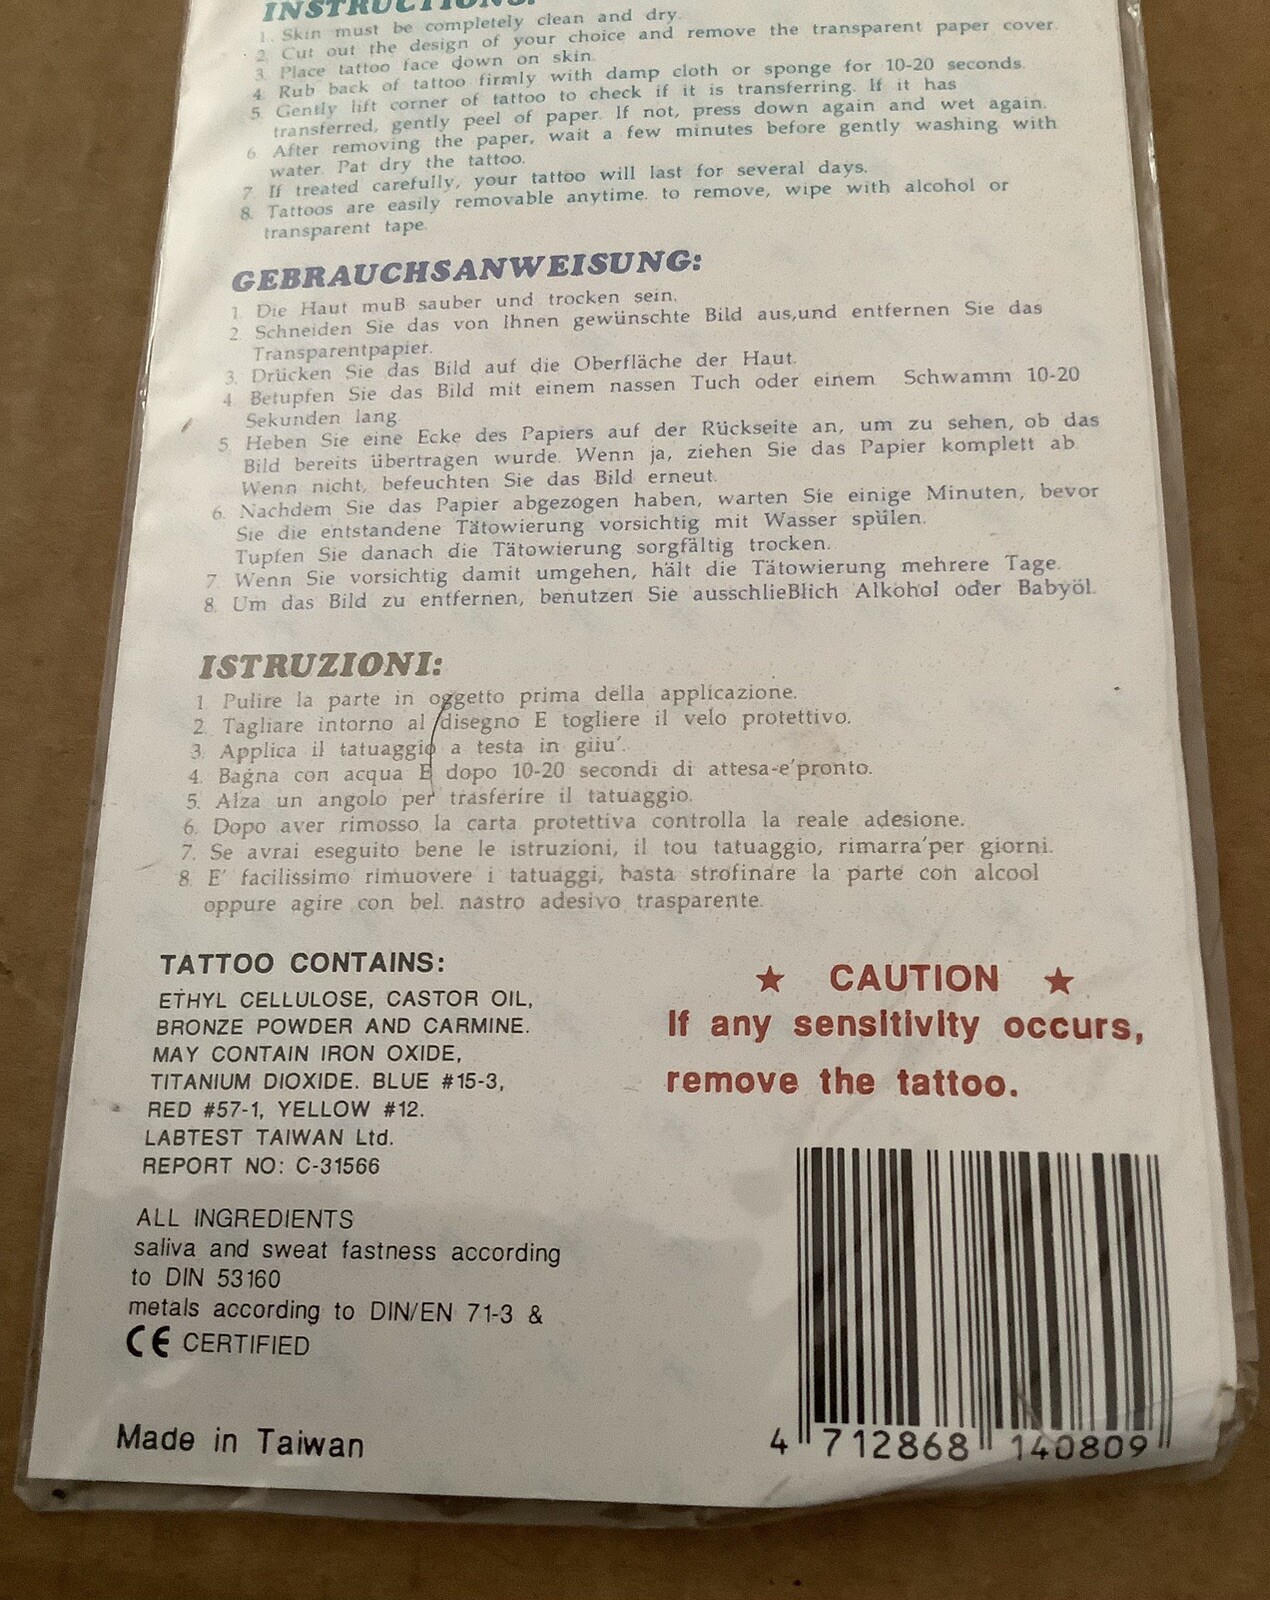 INSTRUCTIONS:
1. Skin must be completely clean and dry.
2. Cut out the design of your choice and remove the transparent paper cover.
3. Place tattoo face down on skin.
4. Rub back of tattoo firmly with damp cloth or sponge for 10-20 seconds.
5. Gently lift corner of tattoo to check if it is transferring. If it has
transferred, gently peel of paper. If not, press down again and wet again.
6. After removing the paper, wait a few minutes before gently washing with
water. Pat dry the tattoo.
7. If treated carefully, your tattoo will last for several days.
8. Tattoos are easily removable anytime. to remove, wipe with alcohol or
transparent tape.
GEBRAUCHSANWEISUNG:
1. Die Haut muB sauber und trocken sein.
2. Schneiden Sie das von Ihnen gewünschte Bild aus,und entfernen Sie das
Transparentpapier.
3. Drücken Sie das Bild auf die Oberfläche der Haut.
4. Betupfen Sie das Bild mit einem nassen Tuch oder einem Schwamm 10-20
Sekunden lang.
5. Heben Sie eine Ecke des Papiers auf der Rückseite an, um zu sehen, ob das
Bild bereits übertragen wurde. Wenn ja, ziehen Sie das Papier komplett ab.
Wenn nicht, befeuchten Sie das Bild erneut.
6. Nachdem Sie das Papier abgezogen haben, warten Sie einige Minuten, bevor
Sie die entstandene Tätowierung vorsichtig mit Wasser spülen.
Tupfen Sie danach die Tätowierung sorgfältig trocken.
7. Wenn Sie vorsichtig damit umgehen, hält die Tätowierung mehrere Tage.
8. Um das Bild zu entfernen, benutzen Sie ausschlieBlich Alkohol oder Babyöl.
ISTRUZIONI:
1. Pulire la parte in oggetto prima della applicazione.
2. Tagliare intorno al disegno E togliere il velo protettivo.
3. Applica il tatuaggio a testa in giiu'.
4. Bagna con acqua E dopo 10-20 secondi di attesa-e'pronto.
5. Alza un angolo per trasferire il tatuaggio.
6. Dopo aver rimosso la carta protettiva controlla la reale adesione.
7. Se avrai eseguito bene le istruzioni, il tou tatuaggio, rimarra'per giorni.
8. E' facilissimo rimuovere i tatuaggi, basta strofinare la parte con alcool
oppure agire con bel. nastro adesivo trasparente.
TATTOO CONTAINS:
ETHYL CELLULOSE, CASTOR OIL,
BRONZE POWDER AND CARMINE.
MAY CONTAIN IRON OXIDE,
TITANIUM DIOXIDE. BLUE #15-3,
RED #57-1, YELLOW #12.
LABTEST TAIWAN Ltd.
REPORT NO: C-31566
ALL INGREDIENTS
saliva and sweat fastness according
to DIN 53160
metals according to DIN/EN 71-3 &
CE CERTIFIED
Made in Taiwan
★ CAUTION ★
If any sensitivity occurs,
remove the tattoo.
4 712868 140809